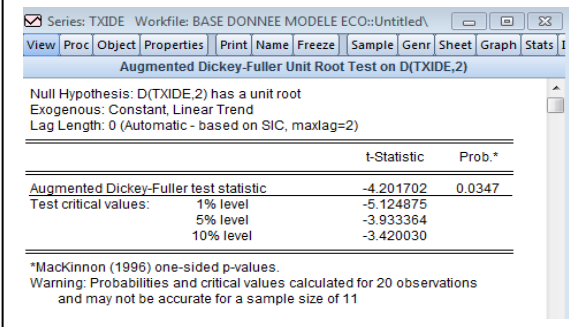 Series: TXIDE Workfile: BASE DONNEE MODELE ECO::Untitled\
View Proc Object Properties Print Name Freeze Sample Genr Sheet Graph Stats I
Augmented Dickey-Fuller Unit Root Test on D(TXIDE,2)
Null Hypothesis: D(TXIDE,2) has a unit root
Exogenous: Constant, Linear Trend
Lag Length: 0 (Automatic - based on SIC, maxlag=2)
t-Statistic Prob.*
Augmented Dickey-Fuller test statistic -4.201702 0.0347
Test critical values: 1% level -5.124875
5% level -3.933364
10% level -3.420030
*MacKinnon (1996) one-sided p-values.
Warning: Probabilities and critical values calculated for 20 observations
and may not be accurate for a sample size of 11